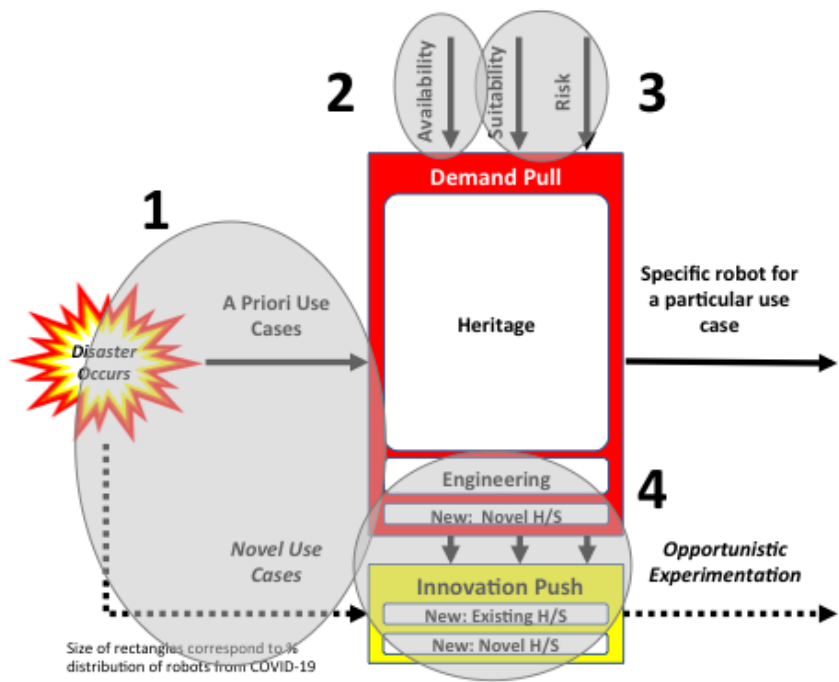 2
Availability
Suitability
Risk
3
Demand Pull
1
Disaster
Occurs
A Priori Use
Cases
Heritage
Specific robot for
a particular use
case
Engineering
New: Novel H/S
4
Novel Use
Cases
Innovation Push
New: Existing H/S
New: Novel H/S
Opportunistic
Experimentation
Size of rectangles correspond to %
distribution of robots from COVID-19